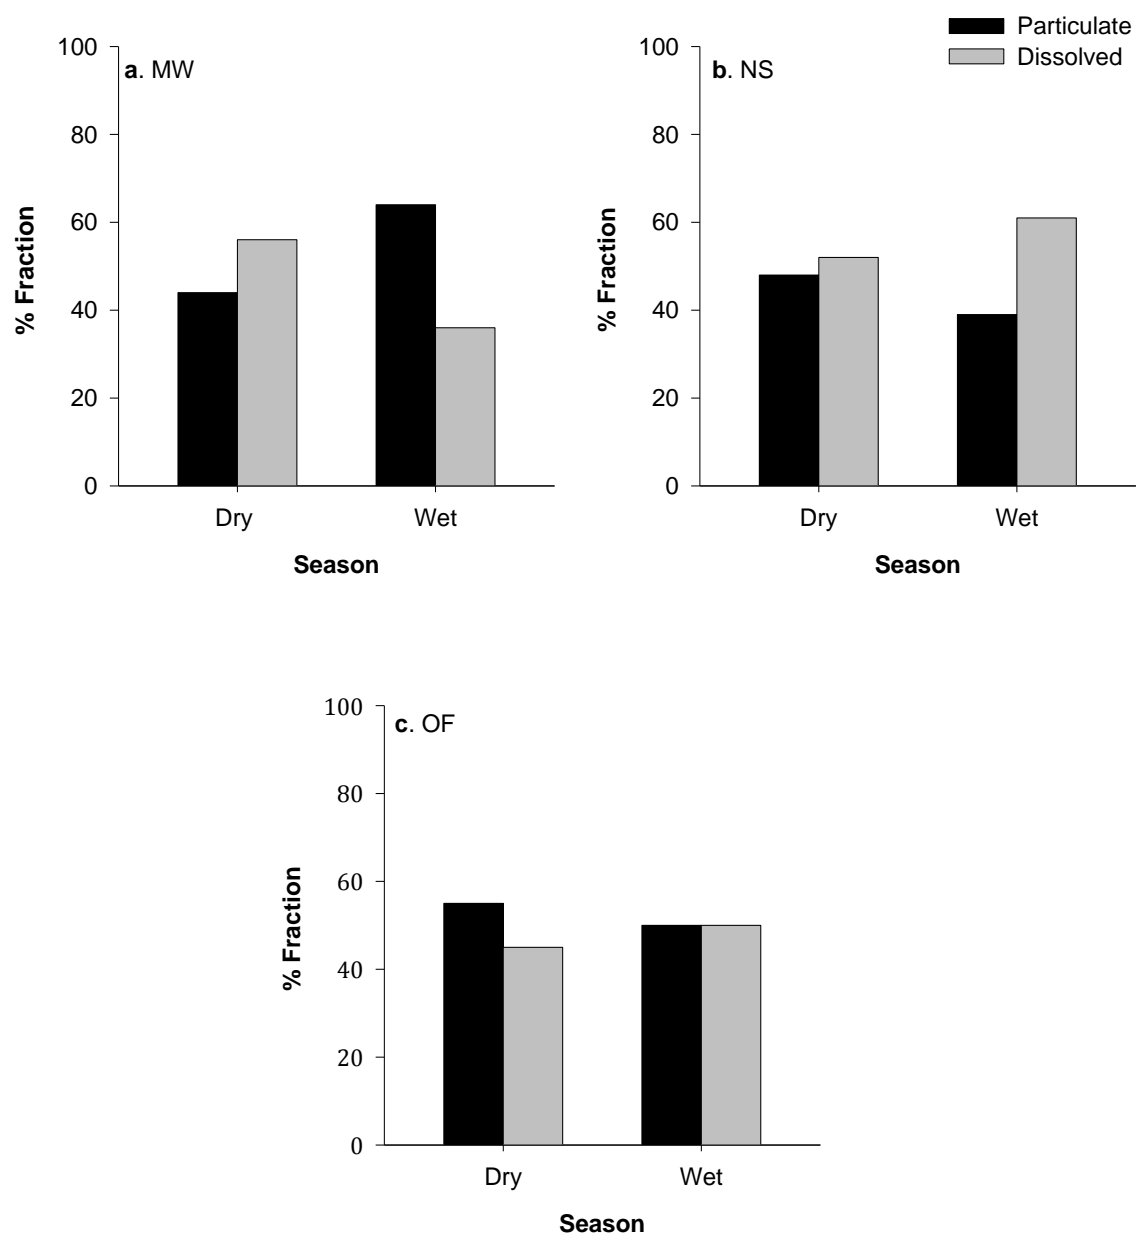 Particulate
Dissolved
a. MW
100
80
60
40
20
0
% Fraction
Dry Wet
Season
b. NS
100
80
60
40
20
0
% Fraction
Dry Wet
Season
c. OF
100
80
60
40
20
0
% Fraction
Dry Wet
Season